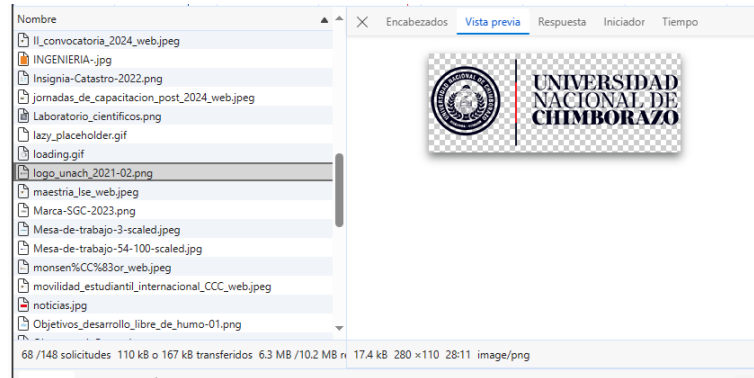 Nombre
II_convocatoria_2024_web.jpeg
INGENIERIA-.jpg
Insignia-Catastro-2022.png
jornadas_de_capacitacion_post_2024_web.jpeg
Laboratorio_cientificos.png
lazy_placeholder.gif
loading.gif
logo_unach_2021-02.png
maestria_lse_web.jpeg
Marca-SGC-2023.png
Mesa-de-trabajo-3-scaled.jpeg
Mesa-de-trabajo-54-100-scaled.jpg
monsen%CC%83or_web.jpeg
movilidad_estudiantil_internacional_CCC_web.jpeg
noticias.jpg
Objetivos_desarrollo_libre_de_humo-01.png
68 /148 solicitudes 110 kB o 167 kB transferidos 6.3 MB /10.2 MB re
Encabezados Vista previa Respuesta Iniciador Tiempo
UNIVERSIDAD
NACIONAL DE
CHIMBORAZO
17.4 kB 280 ×110 28:11 image/png